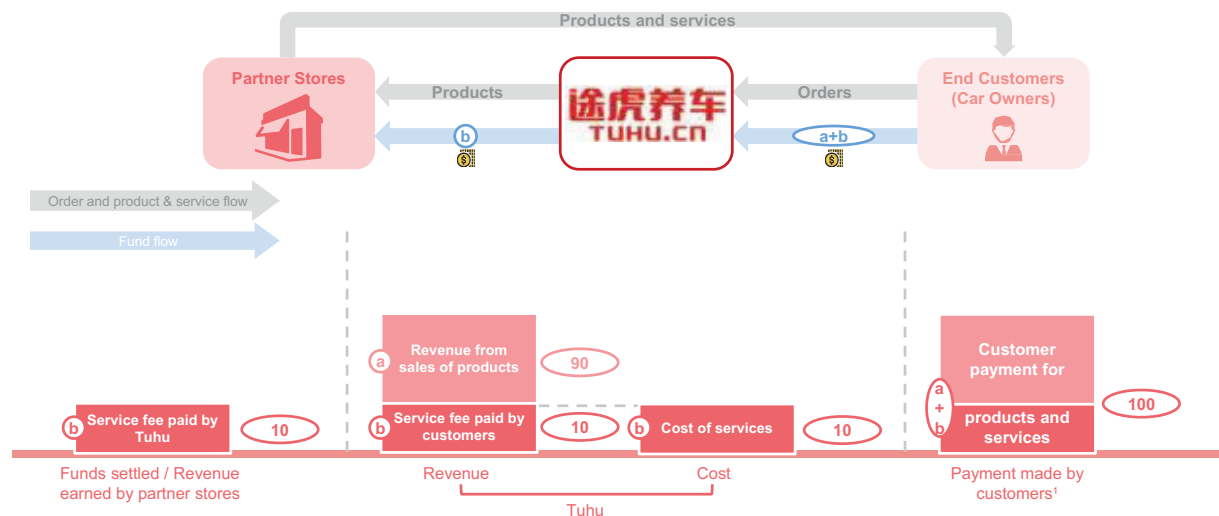 Products and services
Partner Stores
Products
途虎养车
TUHU.CN
Orders
End Customers
(Car Owners)
b
a+b
$
$
Order and product & service flow
Fund flow
a
Revenue from
sales of products
90
Customer
payment for
b
Service fee paid by
Tuhu
10
b
Service fee paid by
customers
10
b
Cost of services
10
a
+
b
products and
services
100
Funds settled / Revenue
earned by partner stores
Revenue
Cost
Payment made by
customers¹
Tuhu